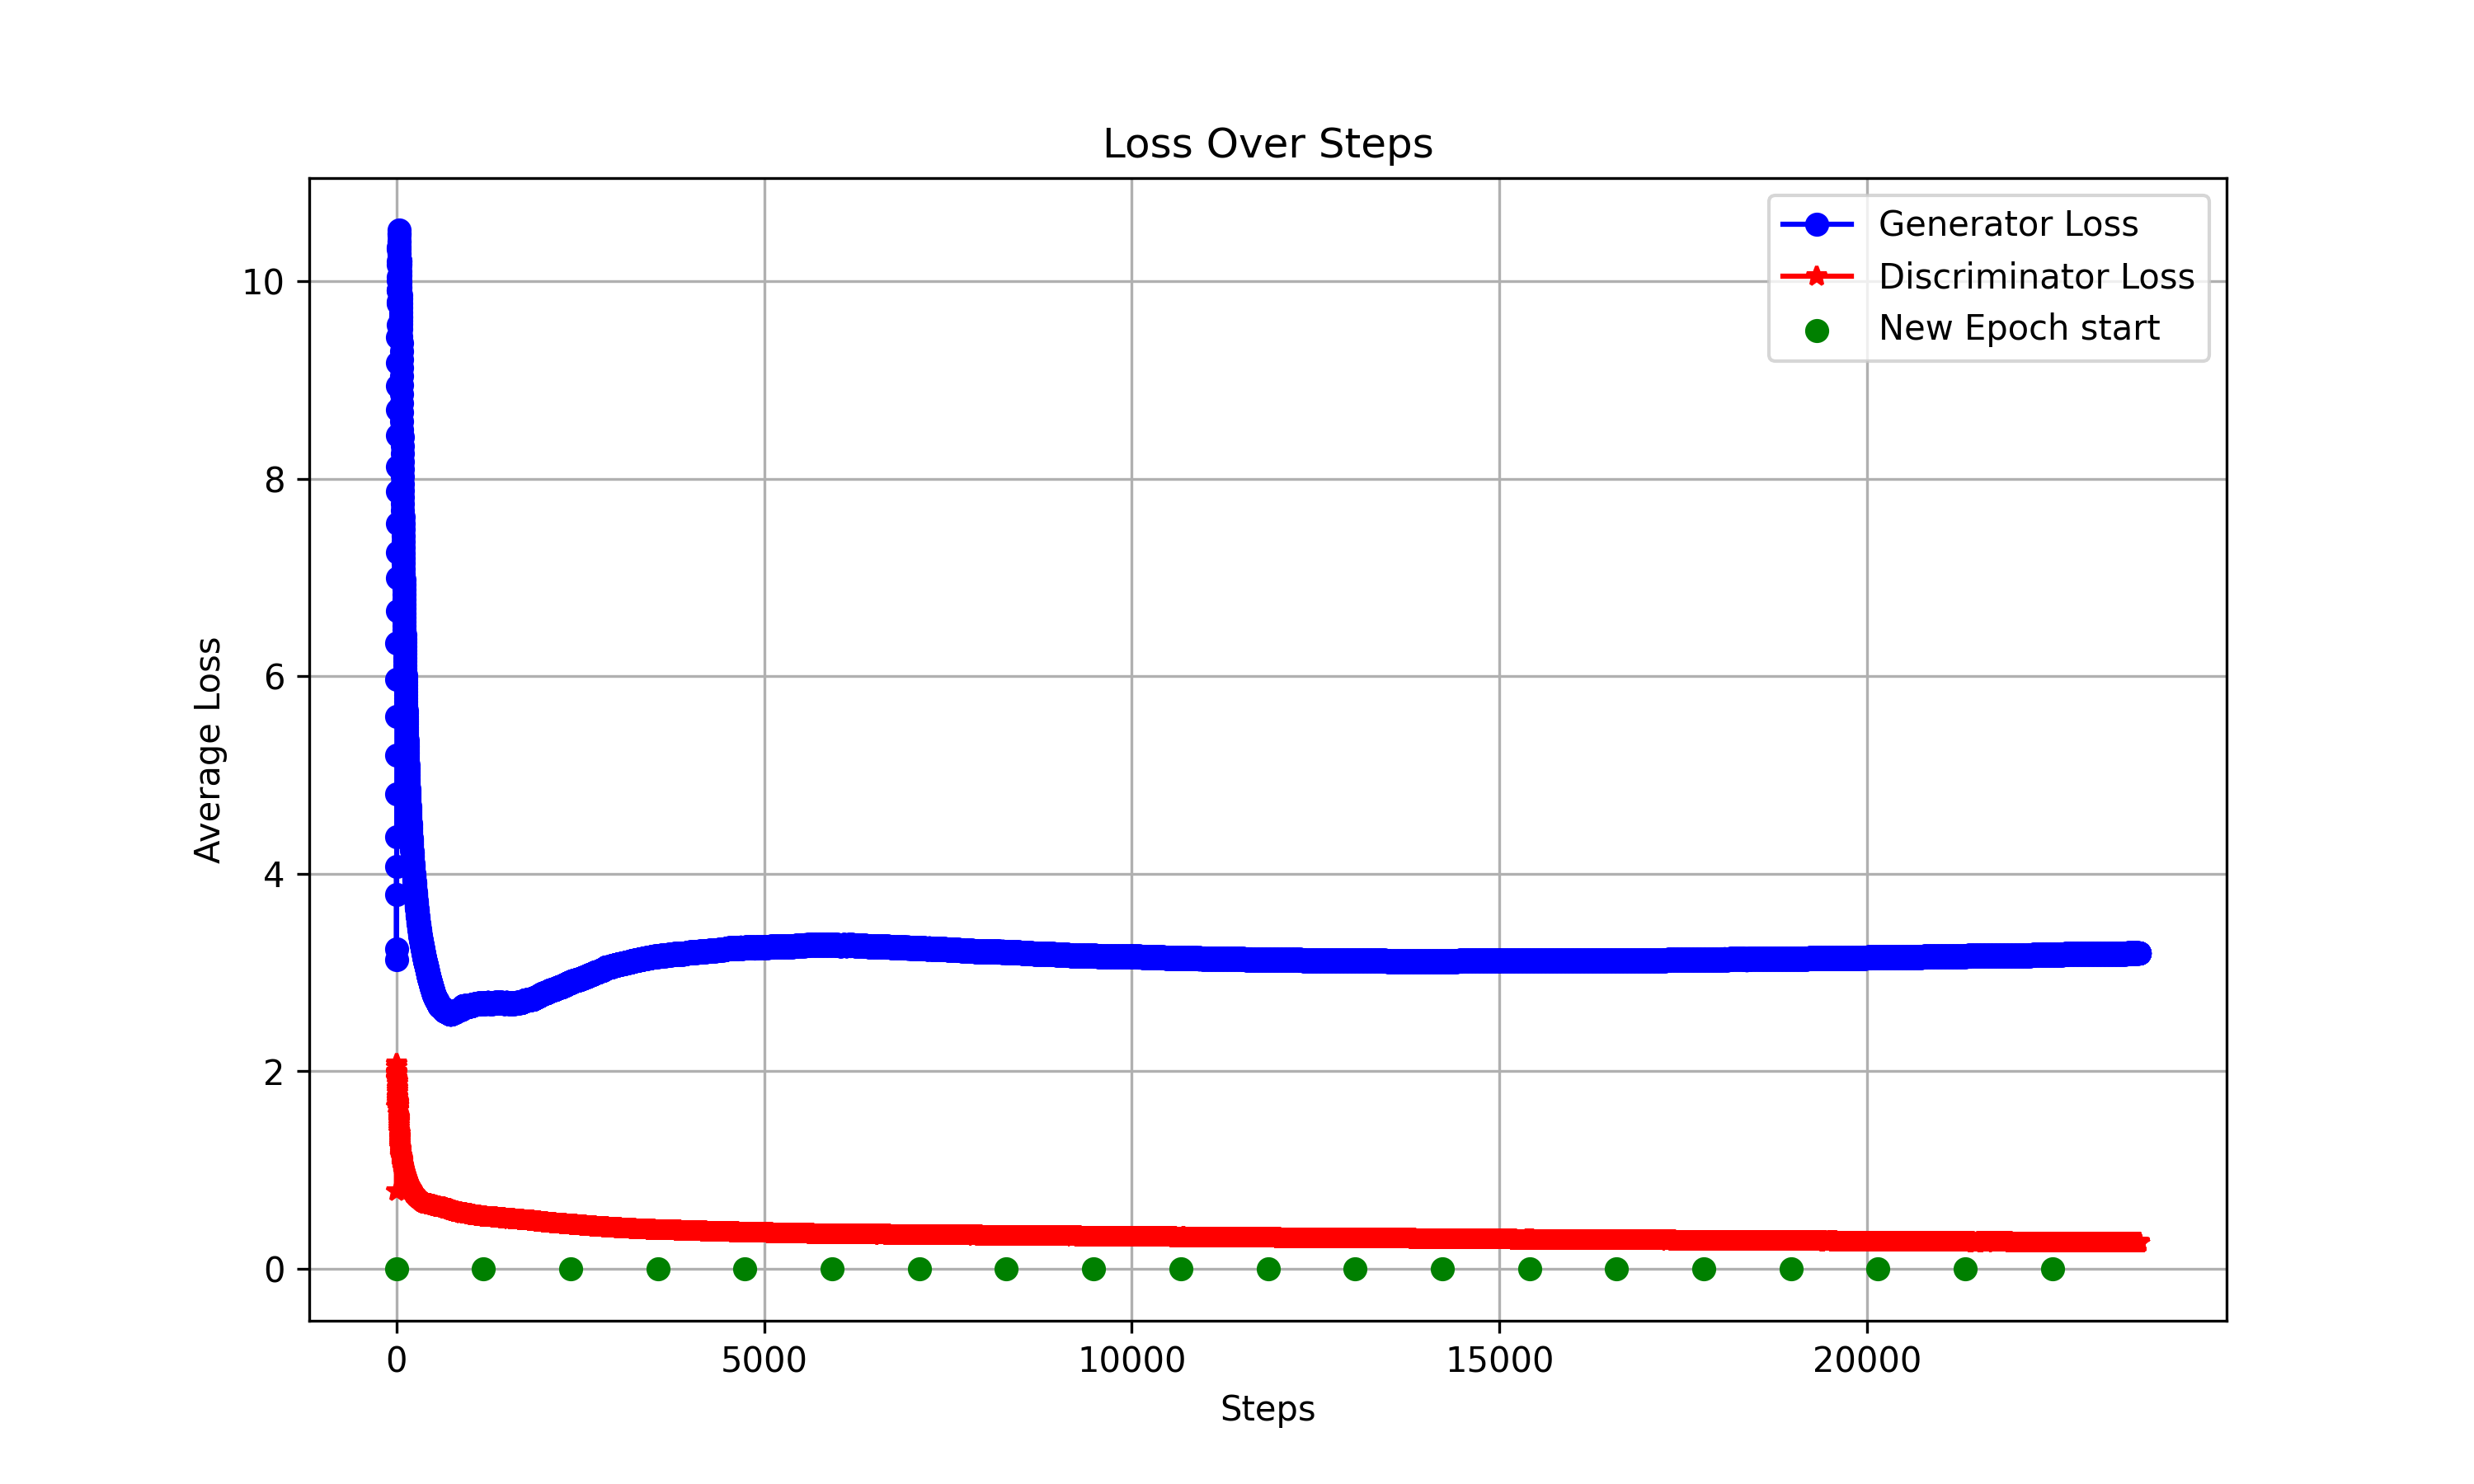 Loss Over Steps
Generator Loss
Discriminator Loss
New Epoch start
10
8
6
4
2
0
Average Loss
0
5000
10000
15000
20000
Steps